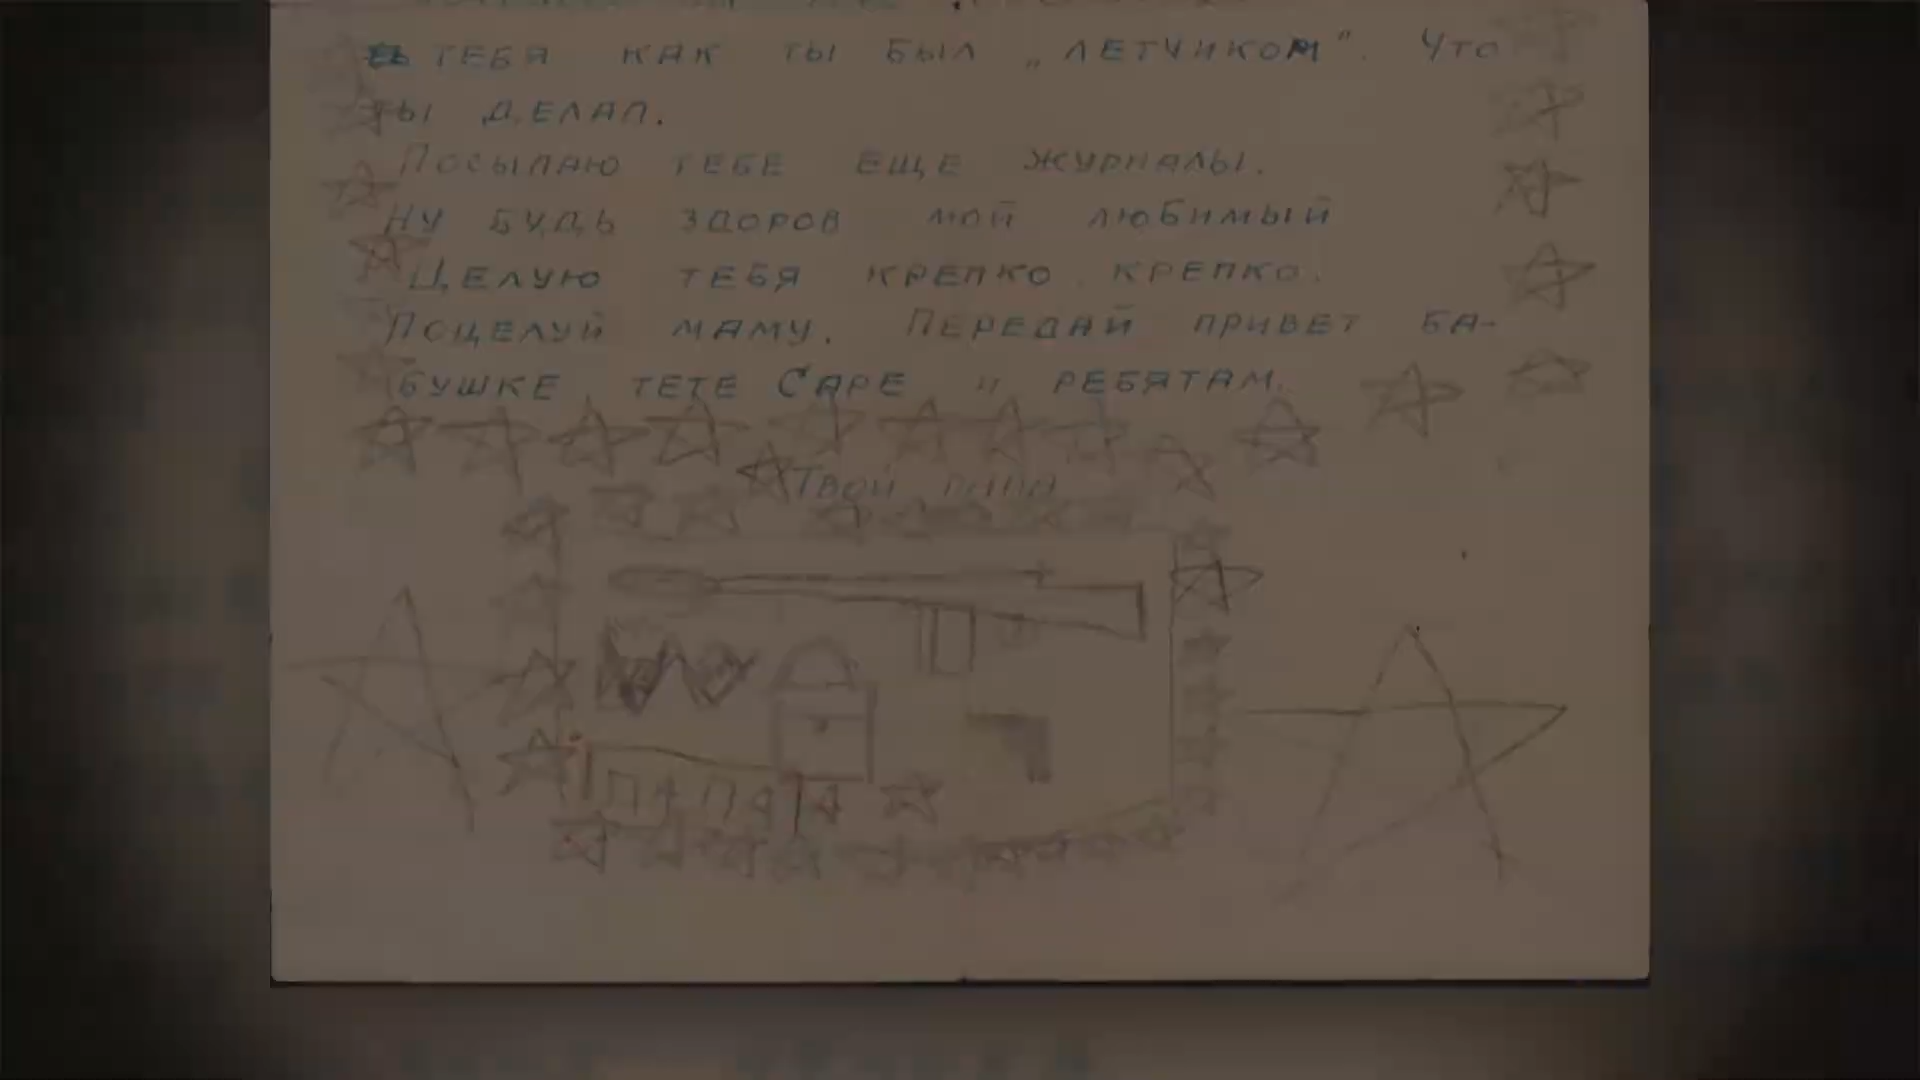 ТЕБЯ КАК ТЫ БЫЛ „ЛЕТЧИКОМ“. ЧТО
ТЫ ДЕЛАЛ.
ПОСЫЛАЮ ТЕБЕ ЕЩЕ ЖУРНАЛЫ.
НУ БУДЬ ЗДОРОВ МОЙ ЛЮБИМЫЙ
ЦЕЛУЮ ТЕБЯ КРЕПКО КРЕПКО.
ПОЦЕЛУЙ МАМУ. ПЕРЕДАЙ ПРИВЕТ БА-
БУШКЕ, ТЕТЕ САРЕ И РЕБЯТАМ.
ТВОЙ ПАПА
ПАПА